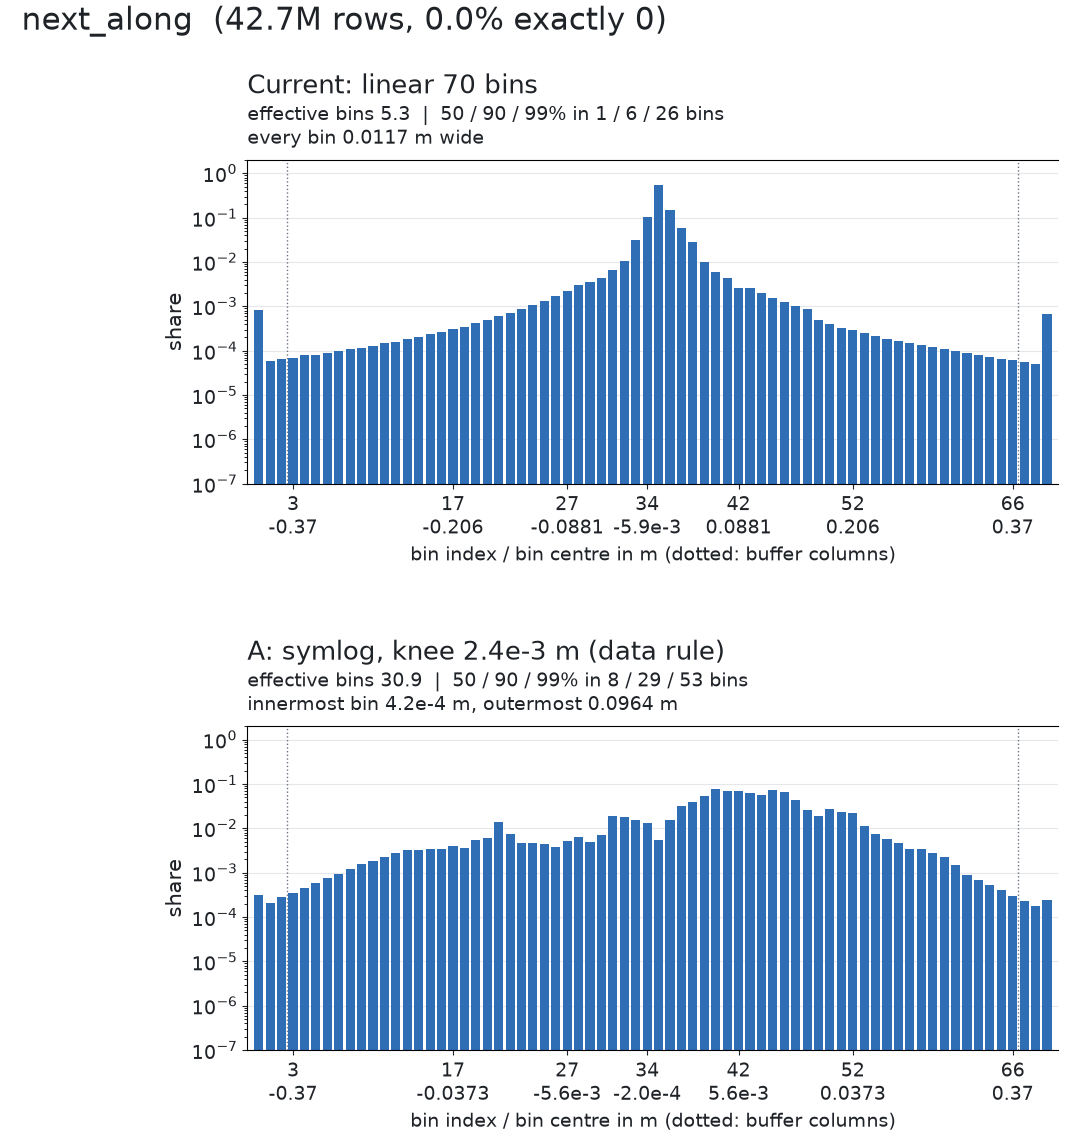 next_along (42.7M rows, 0.0% exactly 0)
Current: linear 70 bins
effective bins 5.3 | 50 / 90 / 99% in 1 / 6 / 26 bins
every bin 0.0117 m wide
10⁰
10⁻¹
10⁻²
10⁻³
10⁻⁴
10⁻⁵
10⁻⁶
10⁻⁷
share
3 17 27 34 42 52 66
-0.37 -0.206 -0.0881 -5.9e-3 0.0881 0.206 0.37
bin index / bin centre in m (dotted: buffer columns)
A: symlog, knee 2.4e-3 m (data rule)
effective bins 30.9 | 50 / 90 / 99% in 8 / 29 / 53 bins
innermost bin 4.2e-4 m, outermost 0.0964 m
10⁰
10⁻¹
10⁻²
10⁻³
10⁻⁴
10⁻⁵
10⁻⁶
10⁻⁷
share
3 17 27 34 42 52 66
-0.37 -0.0373 -5.6e-3 -2.0e-4 5.6e-3 0.0373 0.37
bin index / bin centre in m (dotted: buffer columns)